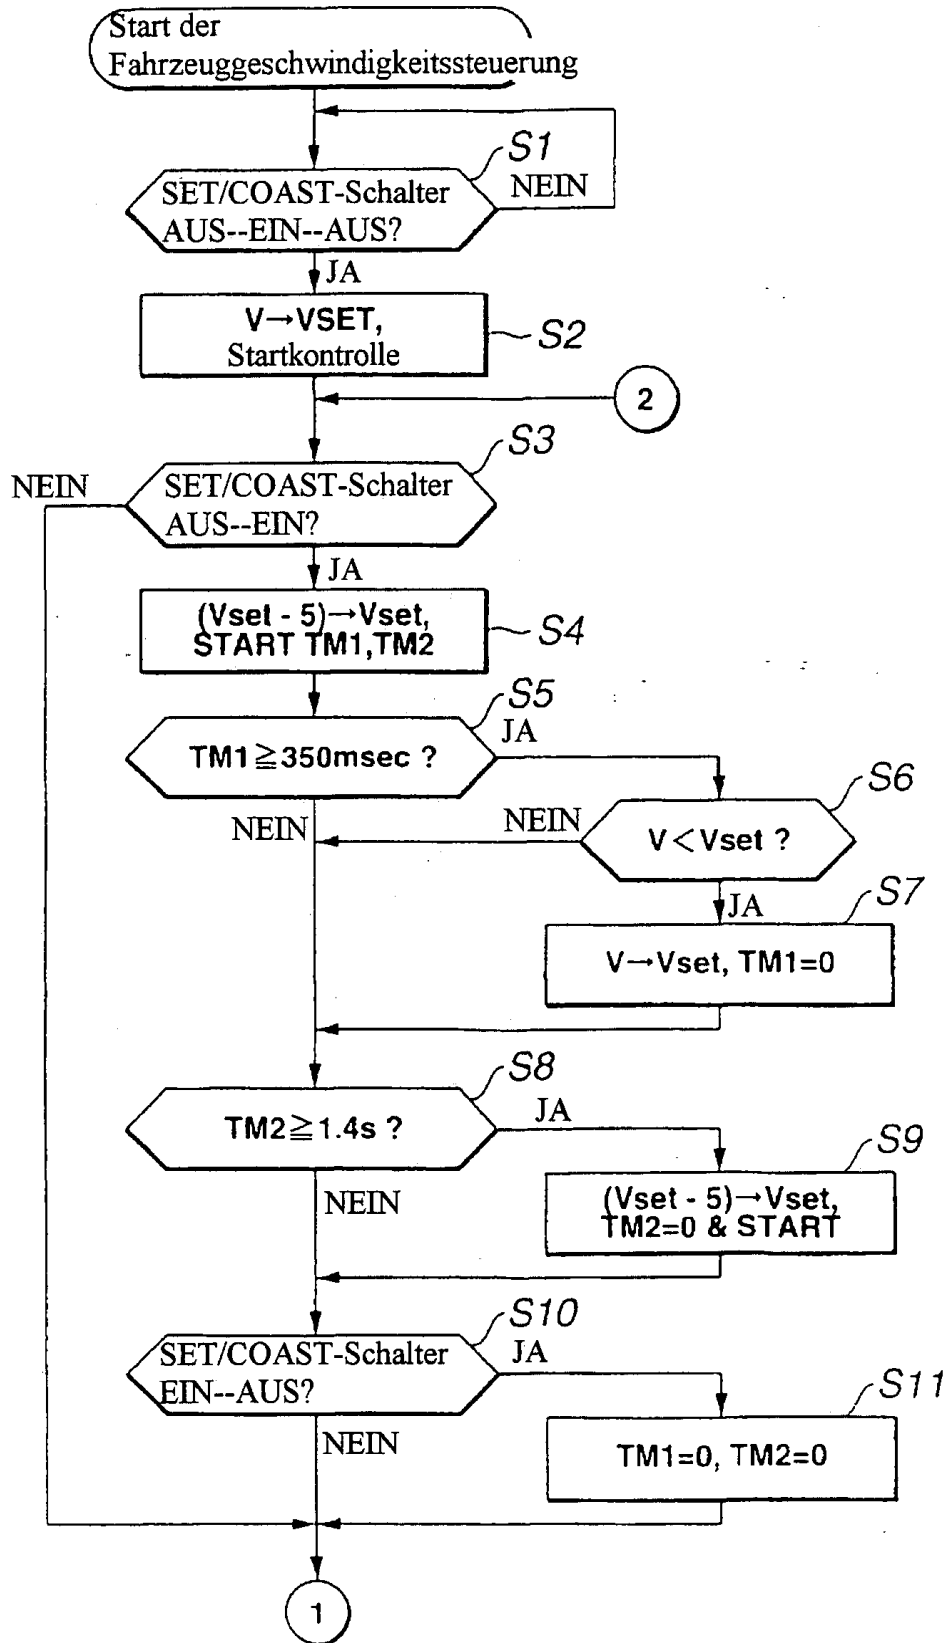 Start der
Fahrzeuggeschwindigkeitssteuerung
S1
NEIN
SET/COAST-Schalter
AUS--EIN--AUS?
JA
V→VSET,
Startkontrolle
S2
2
S3
NEIN
SET/COAST-Schalter
AUS--EIN?
JA
(Vset - 5)→Vset,
START TM1,TM2
S4
S5
JA
TM1≧350msec ?
S6
NEIN
NEIN
V<Vset ?
JA
S7
V→Vset, TM1=0
S8
JA
TM2≧1.4s ?
S9
NEIN
(Vset - 5)→Vset,
TM2=0 & START
S10
JA
SET/COAST-Schalter
EIN--AUS?
S11
NEIN
TM1=0, TM2=0
1